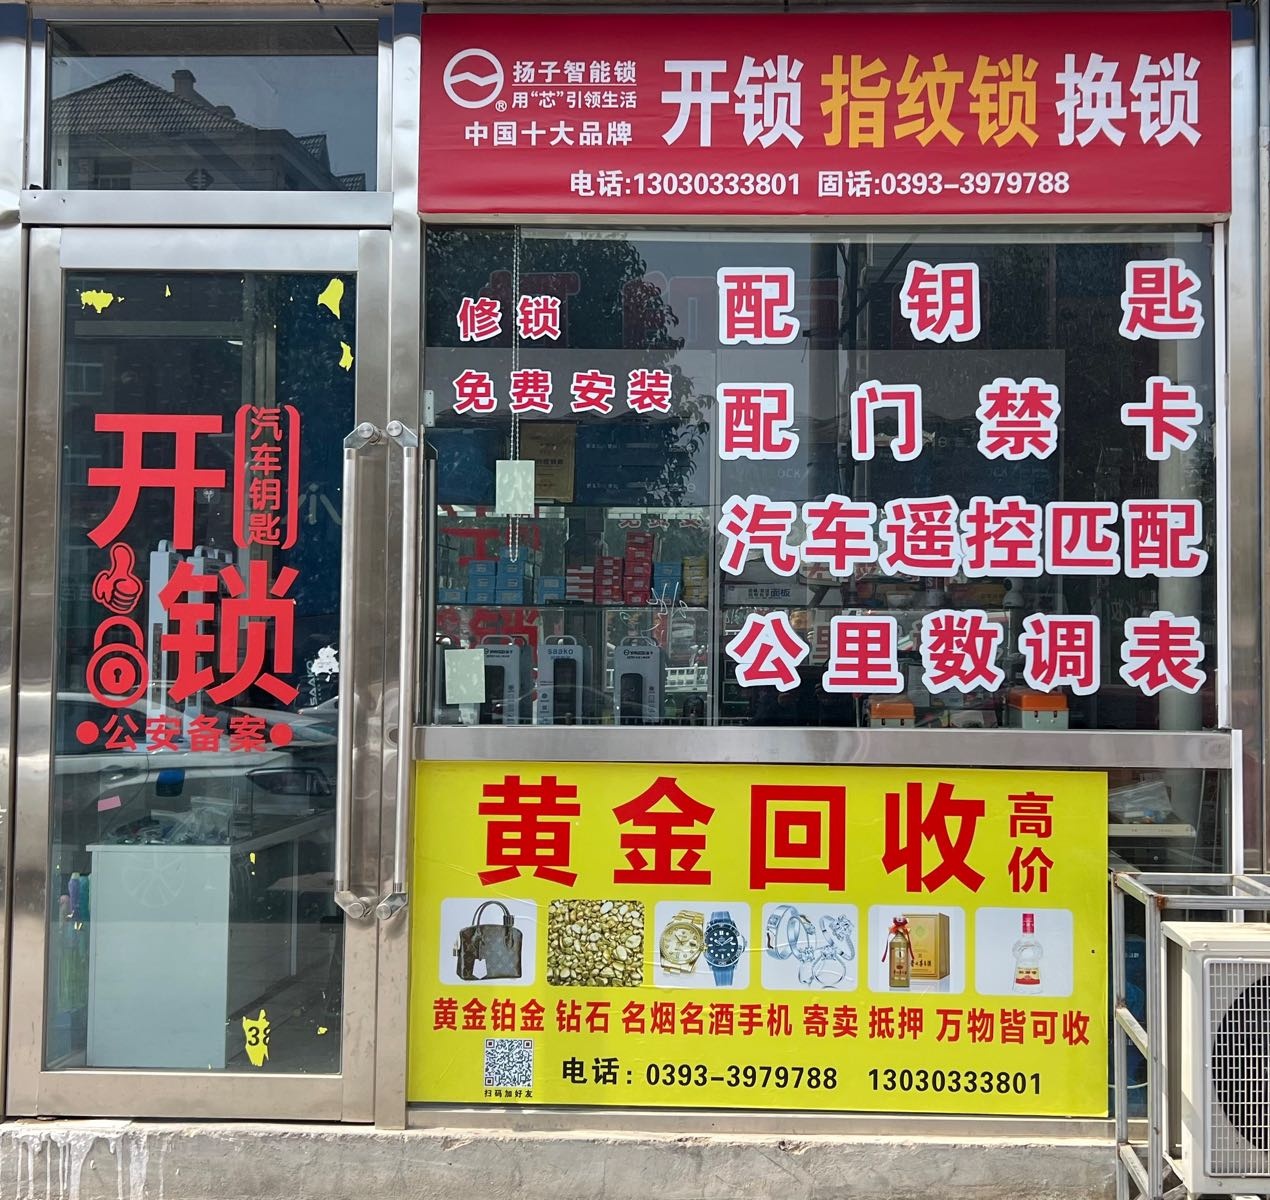 扬子智能锁
用“芯”引领生活
中国十大品牌
开锁 指纹锁 换锁
电话:13030333801 固话:0393-3979788
修锁
免费安装
配钥匙
配门禁卡
汽车遥控匹配
公里数调表
开锁
汽车钥匙
公安备案
saako
黄金回收
高价
黄金铂金 钻石 名烟名酒手机 寄卖 抵押 万物皆可收
扫码加好友
电话：0393-3979788 13030333801